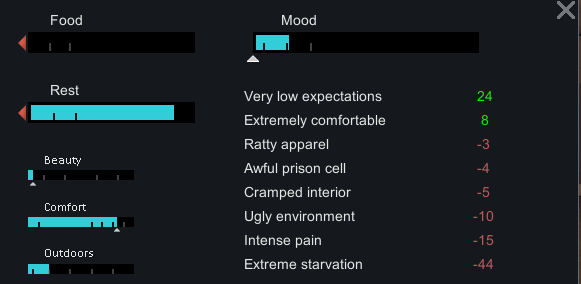 Food
Mood
Rest
Very low expectations 24
Extremely comfortable 8
Ratty apparel -3
Awful prison cell -4
Cramped interior -5
Ugly environment -10
Intense pain -15
Extreme starvation -44
Beauty
Comfort
Outdoors